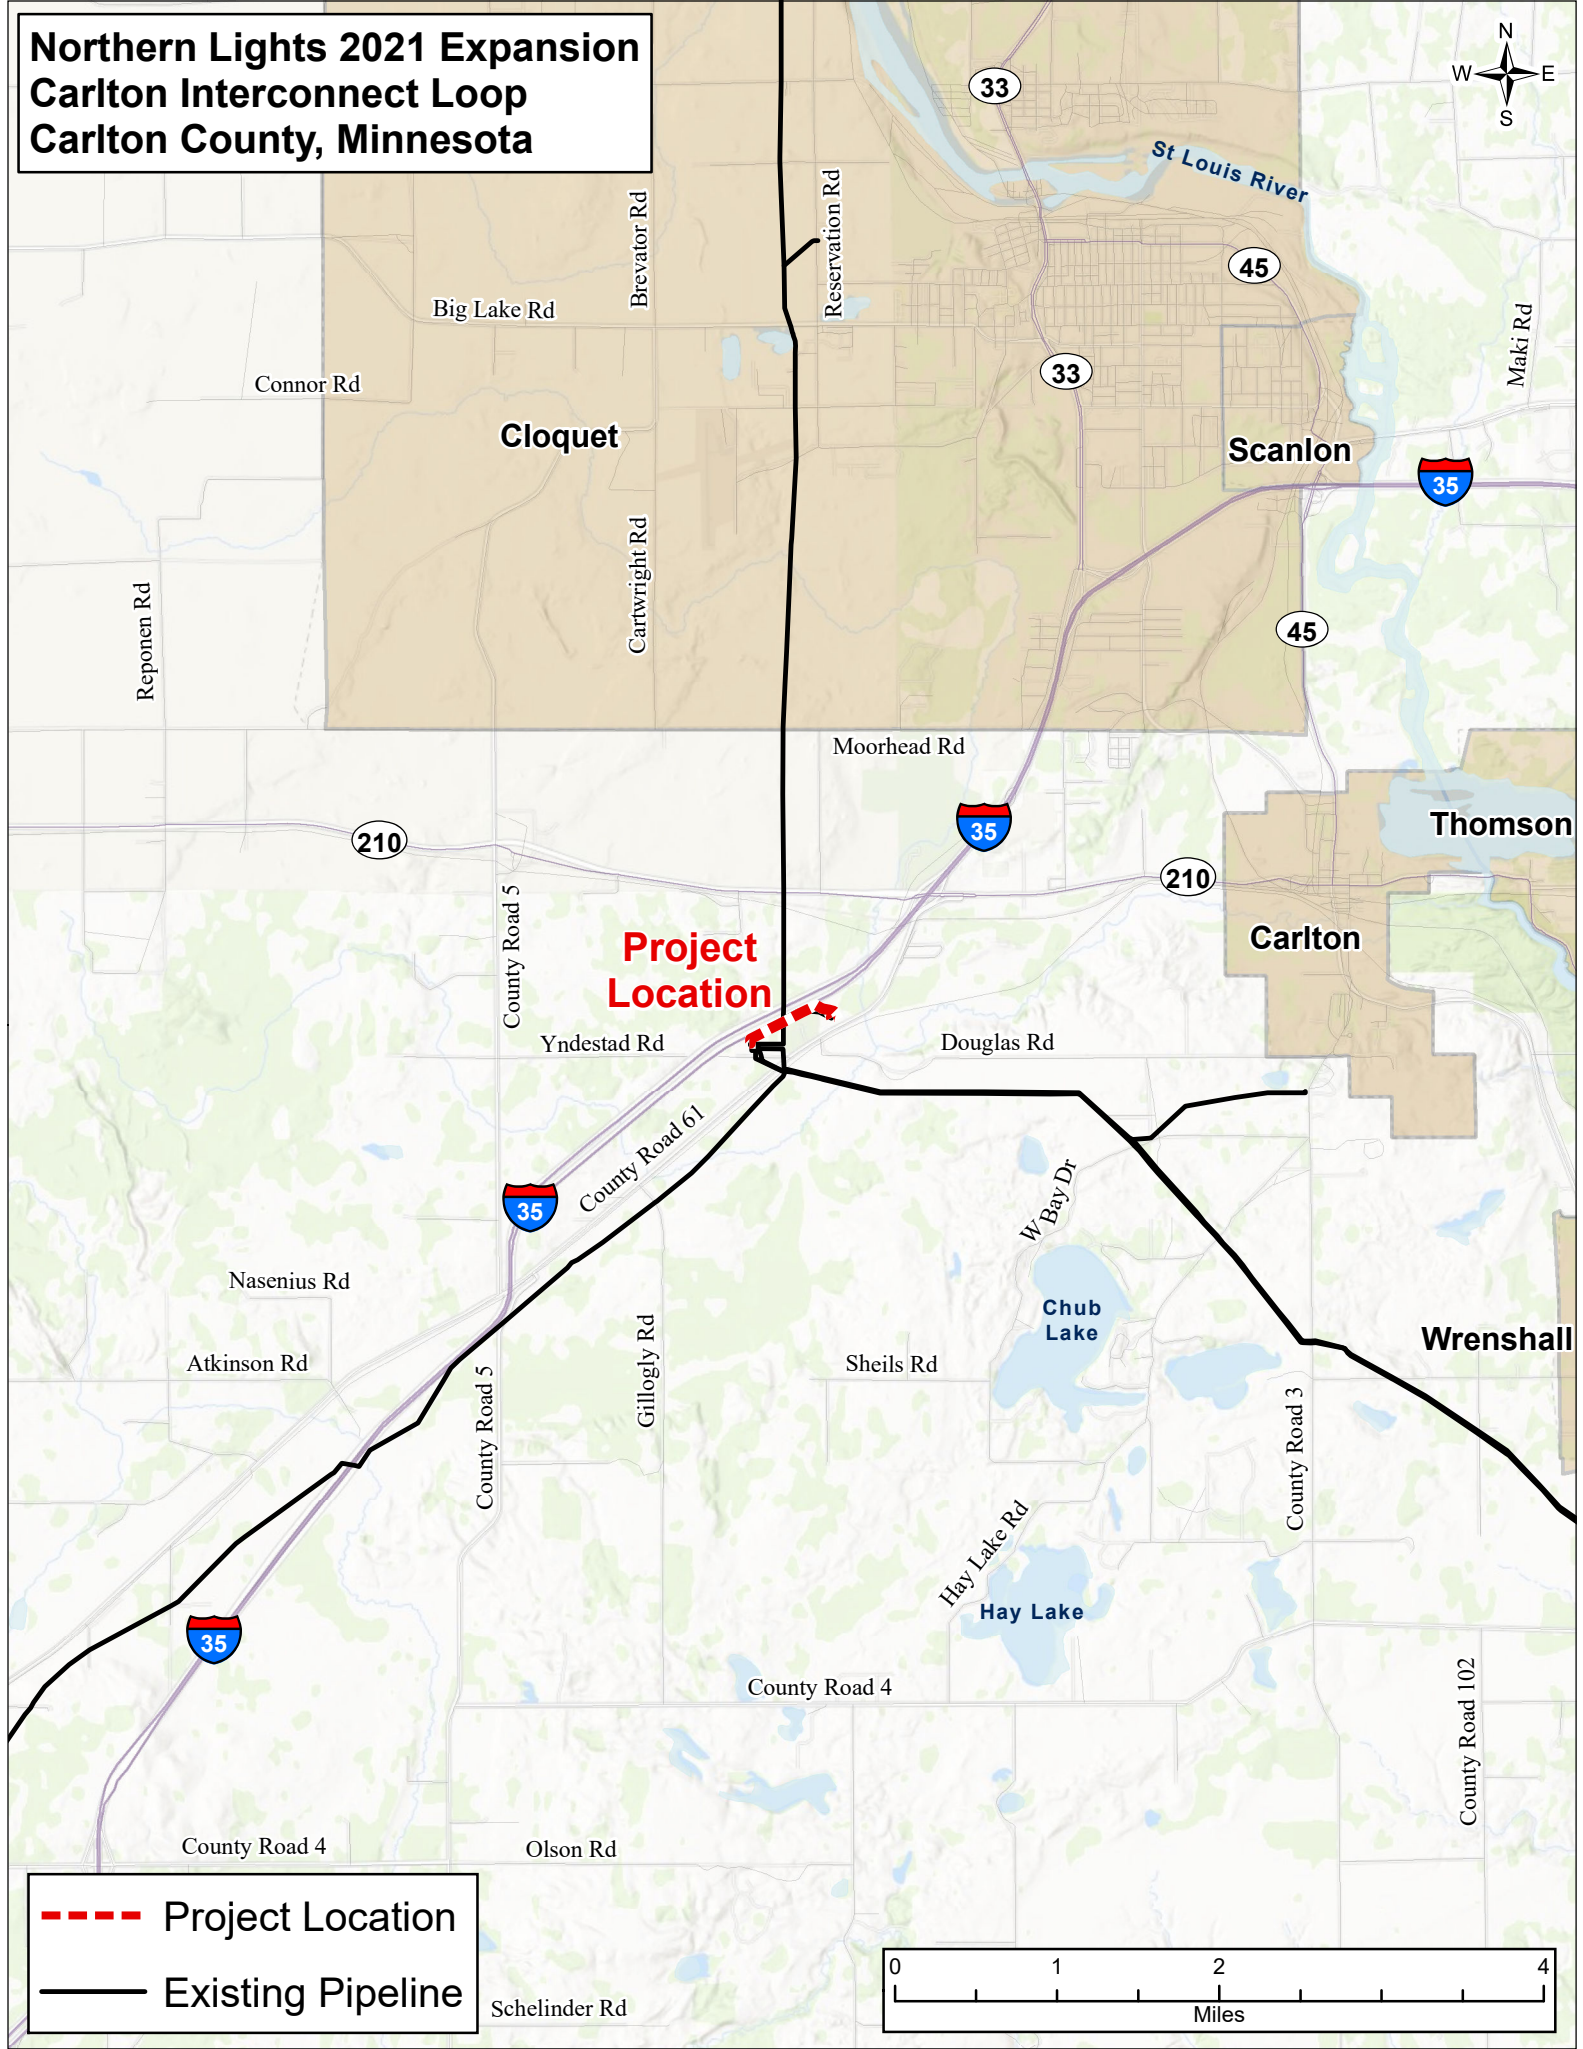 Northern Lights 2021 Expansion
Carlton Interconnect Loop
Carlton County, Minnesota
N
W
E
S
33
St Louis River
Brevator Rd
Reservation Rd
45
Big Lake Rd
Maki Rd
33
Connor Rd
Cloquet
Scanlon
35
Cartwright Rd
Reponen Rd
45
Moorhead Rd
35
Thomson
210
210
County Road 5
Carlton
Project
Location
Yndestad Rd
Douglas Rd
County Road 61
W Bay Dr
35
Nasenius Rd
Chub
Lake
Wrenshall
Atkinson Rd
Gillogly Rd
Sheils Rd
County Road 5
County Road 3
Hay Lake Rd
Hay Lake
35
County Road 4
County Road 102
County Road 4
Olson Rd
Project Location
Existing Pipeline
Schelinder Rd
0
1
2
4
Miles